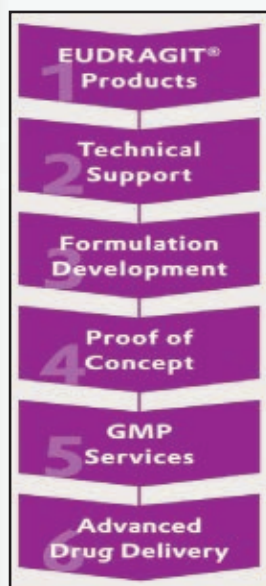 1
EUDRAGIT®
Products
2
Technical
Support
3
Formulation
Development
4
Proof of
Concept
5
GMP
Services
6
Advanced
Drug Delivery